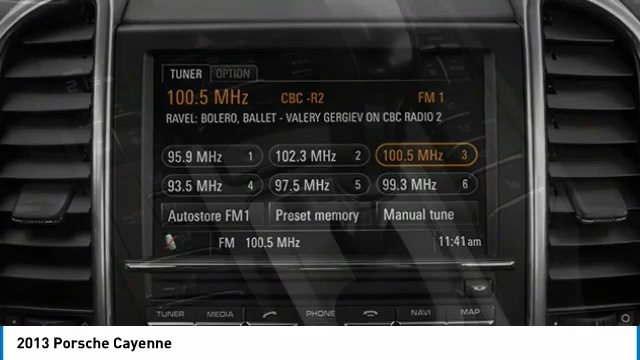 TUNER OPTION
100.5 MHz CBC -R2 FM 1
RAVEL: BOLERO, BALLET - VALERY GERGIEV ON CBC RADIO 2
95.9 MHz 1 102.3 MHz 2 100.5 MHz 3
93.5 MHz 4 97.5 MHz 5 99.3 MHz 6
Autostore FM1 Preset memory Manual tune
FM 100.5 MHz 11:41 am
TUNER MEDIA PHONE NAVI MAP
2013 Porsche Cayenne